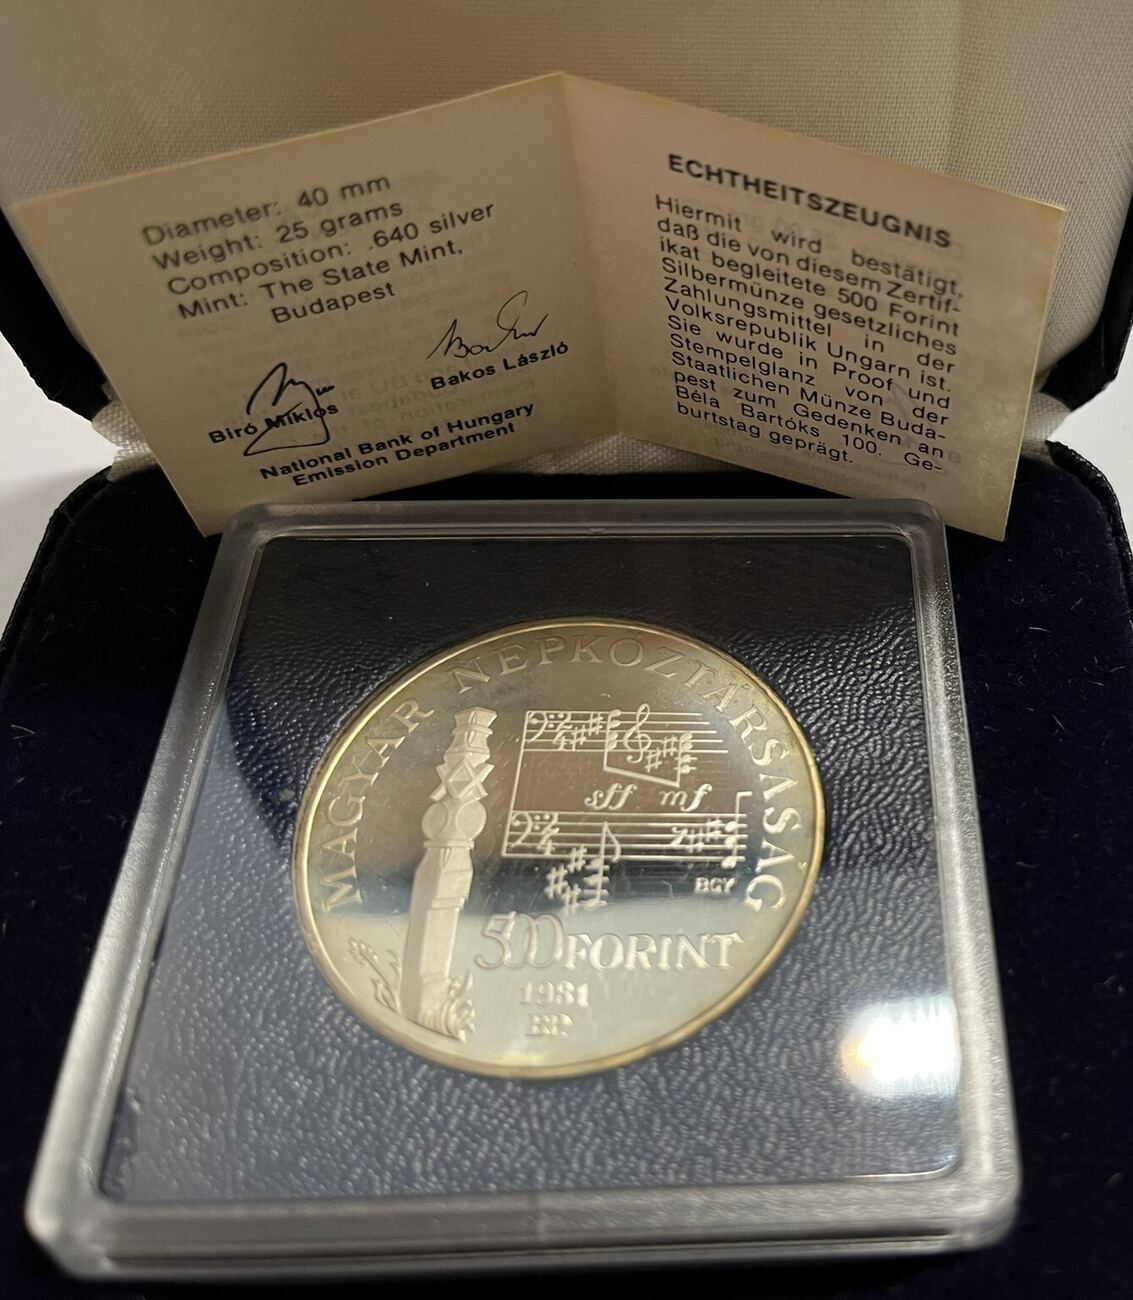 Diameter: 40 mm
Weight: 25 grams
Composition: .640 silver
Mint: The State Mint,
Budapest
Biró Miklós
Bakos László
National Bank of Hungary
Emission Department
ECHTHEITSZEUGNIS
Hiermit wird bestätigt,
daß die von diesem Zertif-
ikat begleitete 500 Forint
Silbermünze gesetzliches
Zahlungsmittel in der
Volksrepublik Ungarn ist.
Sie wurde in Proof und
Stempelglanz von der
Staatlichen Münze Buda-
pest zum Gedenken an
Béla Bartóks 100. Ge-
burtstag geprägt.
MAGYAR NÉPKÖZTÁRSASÁG
sff mf
BGY
500 FORINT
1981
BP.